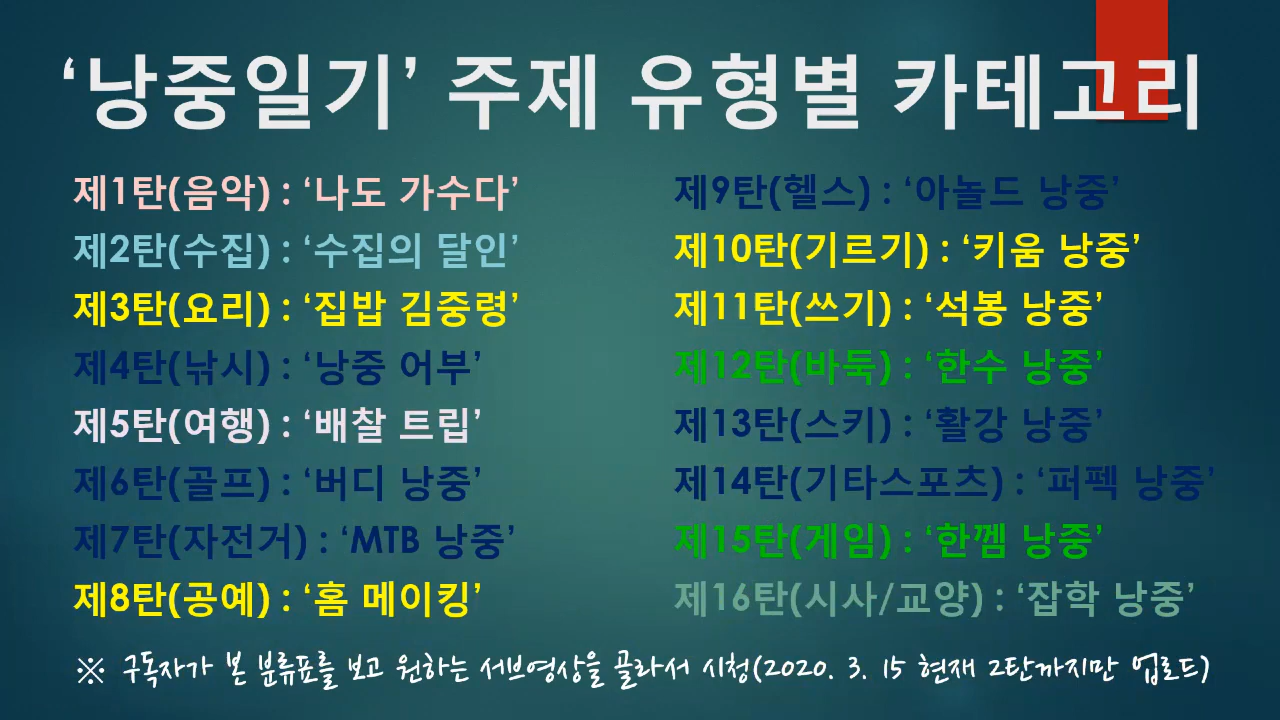 ‘낭중일기’ 주제 유형별 카테고리
제1탄(음악) : ‘나도 가수다’
제2탄(수집) : ‘수집의 달인’
제3탄(요리) : ‘집밥 김중령’
제4탄(낚시) : ‘낭중 어부’
제5탄(여행) : ‘배찰 트립’
제6탄(골프) : ‘버디 낭중’
제7탄(자전거) : ‘MTB 낭중’
제8탄(공예) : ‘홈 메이킹’
제9탄(헬스) : ‘아놀드 낭중’
제10탄(기르기) : ‘키움 낭중’
제11탄(쓰기) : ‘석봉 낭중’
제12탄(바둑) : ‘한수 낭중’
제13탄(스키) : ‘활강 낭중’
제14탄(기타스포츠) : ‘퍼펙 낭중’
제15탄(게임) : ‘한껨 낭중’
제16탄(시사/교양) : ‘잡학 낭중’
※ 구독자가 본 분류표를 보고 원하는 서브영상을 골라서 시청(2020. 3. 15 현재 2탄까지만 업로드)